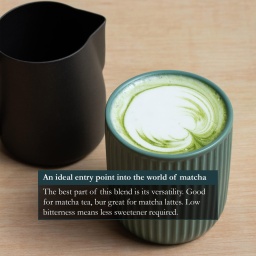 An ideal entry point into the world of matcha
The best part of this blend is its versatility. Good
for matcha tea, but great for matcha lattes. Low
bitterness means less sweetener required.